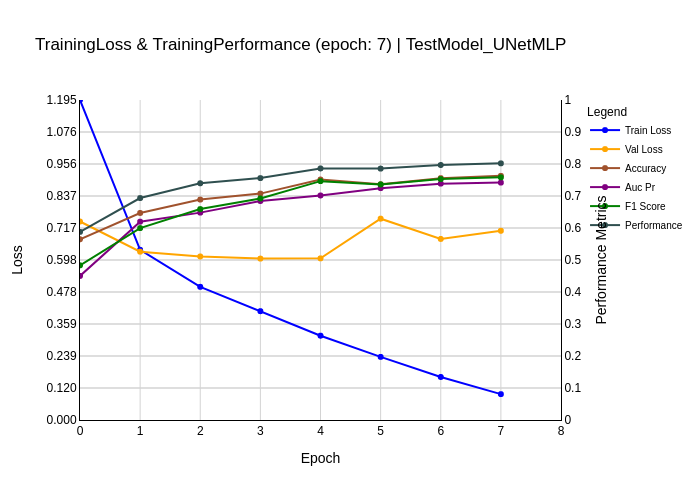 TrainingLoss & TrainingPerformance (epoch: 7) | TestModel_UNetMLP
1.195
1.076
0.956
0.837
0.717
0.598
0.478
0.359
0.239
0.120
0.000
Loss
0 1 2 3 4 5 6 7 8
Epoch
1
0.9
0.8
0.7
0.6
0.5
0.4
0.3
0.2
0.1
0
Performance Metrics
Legend
Train Loss
Val Loss
Accuracy
Auc Pr
F1 Score
Performance